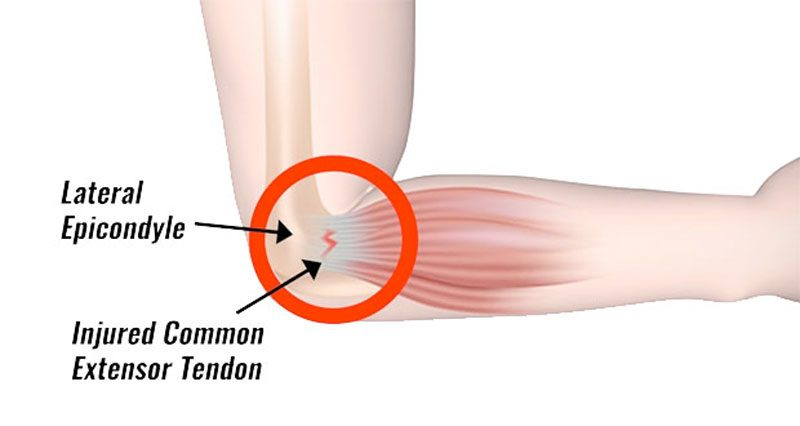 Lateral
Epicondyle
Injured Common
Extensor Tendon